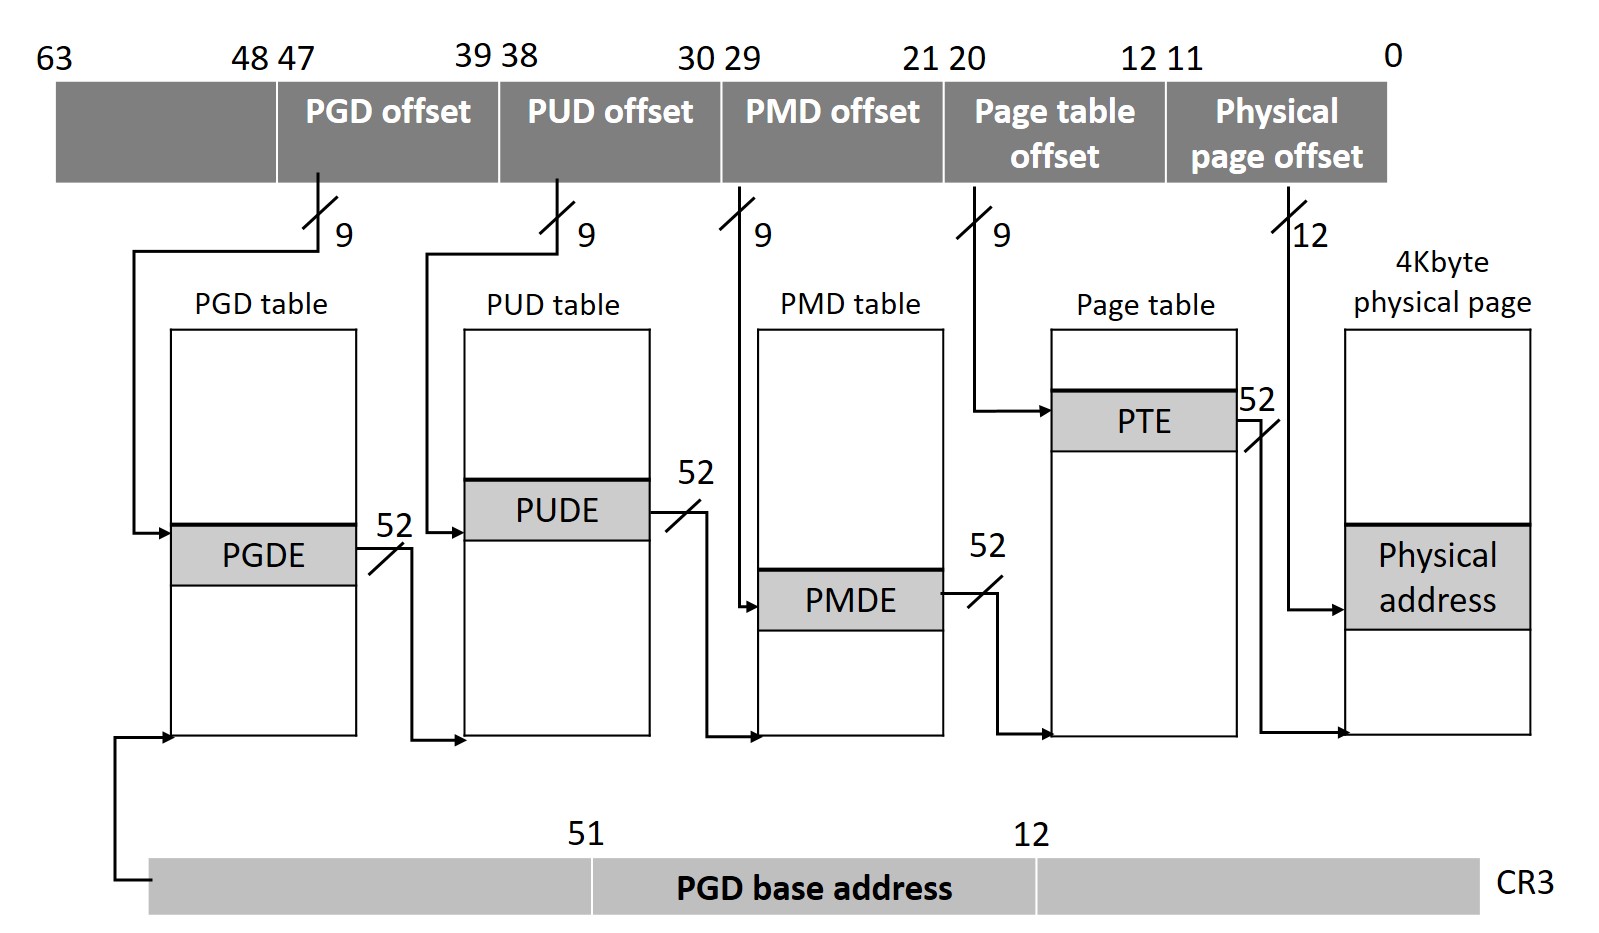 63
48 47
39 38
30 29
21 20
12 11
0
PGD offset
PUD offset
PMD offset
Page table
offset
Physical
page offset
9
9
9
9
12
PGD table
PUD table
PMD table
Page table
4Kbyte
physical page
PGDE
52
PUDE
52
PMDE
52
PTE
52
Physical
address
51
12
PGD base address
CR3